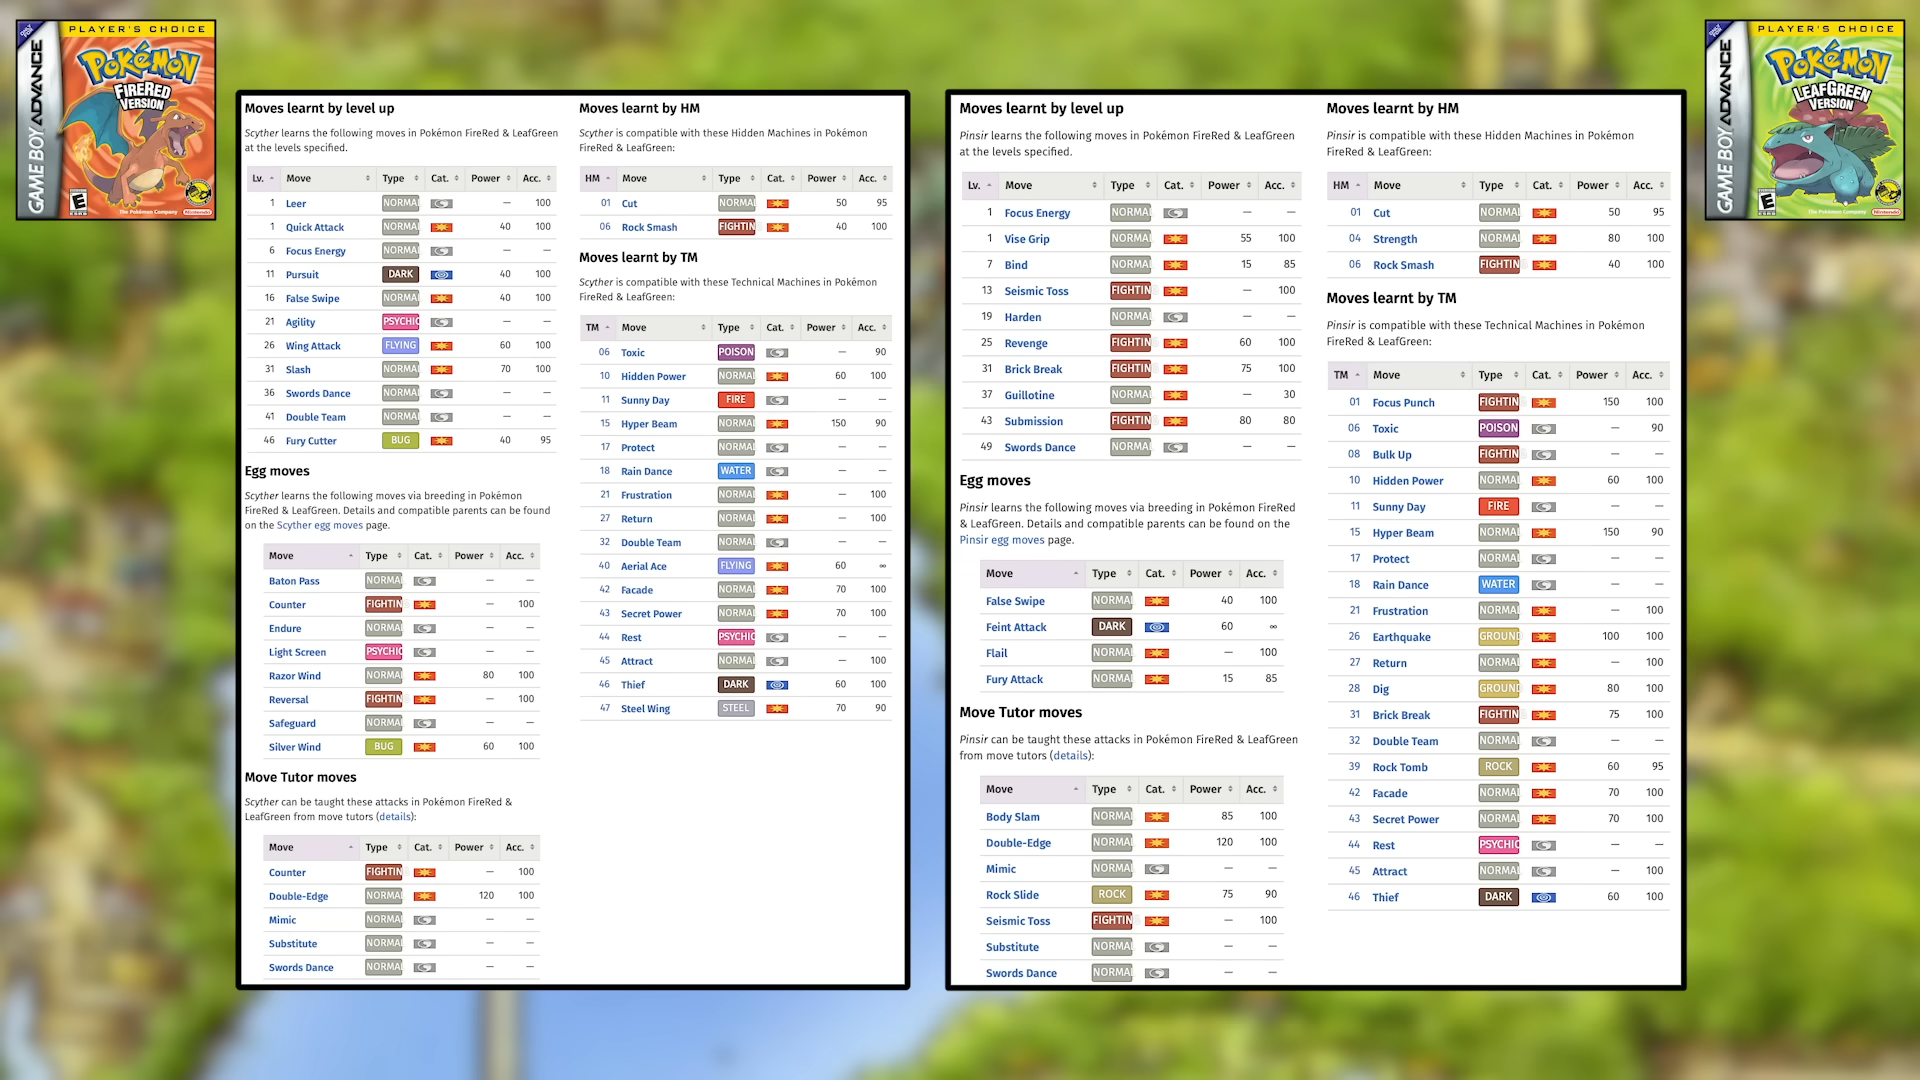 PLAYER'S CHOICE
GAME BOY ADVANCE
POKéMON
FIRERED
VERSION
E
The Pokémon Company
Nintendo
Moves learnt by level up
Scyther learns the following moves in Pokémon FireRed & LeafGreen
at the levels specified.
Lv. Move Type Cat. Power Acc.
1 Leer NORMAL — 100
1 Quick Attack NORMAL 40 100
6 Focus Energy NORMAL — —
11 Pursuit DARK 40 100
16 False Swipe NORMAL 40 100
21 Agility PSYCHIC — —
26 Wing Attack FLYING 60 100
31 Slash NORMAL 70 100
36 Swords Dance NORMAL — —
41 Double Team NORMAL — —
46 Fury Cutter BUG 40 95
Egg moves
Scyther learns the following moves via breeding in Pokémon
FireRed & LeafGreen. Details and compatible parents can be found
on the Scyther egg moves page.
Move Type Cat. Power Acc.
Baton Pass NORMAL — —
Counter FIGHTIN — 100
Endure NORMAL — —
Light Screen PSYCHIC — —
Razor Wind NORMAL 80 100
Reversal FIGHTIN — 100
Safeguard NORMAL — —
Silver Wind BUG 60 100
Move Tutor moves
Scyther can be taught these attacks in Pokémon FireRed &
LeafGreen from move tutors (details):
Move Type Cat. Power Acc.
Counter FIGHTIN — 100
Double-Edge NORMAL 120 100
Mimic NORMAL — —
Substitute NORMAL — —
Swords Dance NORMAL — —
Moves learnt by HM
Scyther is compatible with these Hidden Machines in Pokémon
FireRed & LeafGreen:
HM Move Type Cat. Power Acc.
01 Cut NORMAL 50 95
06 Rock Smash FIGHTIN 40 100
Moves learnt by TM
Scyther is compatible with these Technical Machines in Pokémon
FireRed & LeafGreen:
TM Move Type Cat. Power Acc.
06 Toxic POISON — 90
10 Hidden Power NORMAL 60 100
11 Sunny Day FIRE — —
15 Hyper Beam NORMAL 150 90
17 Protect NORMAL — —
18 Rain Dance WATER — —
21 Frustration NORMAL — 100
27 Return NORMAL — 100
32 Double Team NORMAL — —
40 Aerial Ace FLYING 60 ∞
42 Facade NORMAL 70 100
43 Secret Power NORMAL 70 100
44 Rest PSYCHIC — —
45 Attract NORMAL — 100
46 Thief DARK 60 100
47 Steel Wing STEEL 70 90
Moves learnt by level up
Pinsir learns the following moves in Pokémon FireRed & LeafGreen
at the levels specified.
Lv. Move Type Cat. Power Acc.
1 Focus Energy NORMAL — —
1 Vise Grip NORMAL 55 100
7 Bind NORMAL 15 85
13 Seismic Toss FIGHTIN — 100
19 Harden NORMAL — —
25 Revenge FIGHTIN 60 100
31 Brick Break FIGHTIN 75 100
37 Guillotine NORMAL — 30
43 Submission FIGHTIN 80 80
49 Swords Dance NORMAL — —
Egg moves
Pinsir learns the following moves via breeding in Pokémon FireRed
& LeafGreen. Details and compatible parents can be found on the
Pinsir egg moves page.
Move Type Cat. Power Acc.
False Swipe NORMAL 40 100
Feint Attack DARK 60 ∞
Flail NORMAL — 100
Fury Attack NORMAL 15 85
Move Tutor moves
Pinsir can be taught these attacks in Pokémon FireRed & LeafGreen
from move tutors (details):
Move Type Cat. Power Acc.
Body Slam NORMAL 85 100
Double-Edge NORMAL 120 100
Mimic NORMAL — —
Rock Slide ROCK 75 90
Seismic Toss FIGHTIN — 100
Substitute NORMAL — —
Swords Dance NORMAL — —
Moves learnt by HM
Pinsir is compatible with these Hidden Machines in Pokémon
FireRed & LeafGreen:
HM Move Type Cat. Power Acc.
01 Cut NORMAL 50 95
04 Strength NORMAL 80 100
06 Rock Smash FIGHTIN 40 100
Moves learnt by TM
Pinsir is compatible with these Technical Machines in Pokémon
FireRed & LeafGreen:
TM Move Type Cat. Power Acc.
01 Focus Punch FIGHTIN 150 100
06 Toxic POISON — 90
08 Bulk Up FIGHTIN — —
10 Hidden Power NORMAL 60 100
11 Sunny Day FIRE — —
15 Hyper Beam NORMAL 150 90
17 Protect NORMAL — —
18 Rain Dance WATER — —
21 Frustration NORMAL — 100
26 Earthquake GROUND 100 100
27 Return NORMAL — 100
28 Dig GROUND 80 100
31 Brick Break FIGHTIN 75 100
32 Double Team NORMAL — —
39 Rock Tomb ROCK 60 95
42 Facade NORMAL 70 100
43 Secret Power NORMAL 70 100
44 Rest PSYCHIC — —
45 Attract NORMAL — 100
46 Thief DARK 60 100
PLAYER'S CHOICE
GAME BOY ADVANCE
POKéMON
LEAFGREEN
VERSION
E
The Pokémon Company
Nintendo